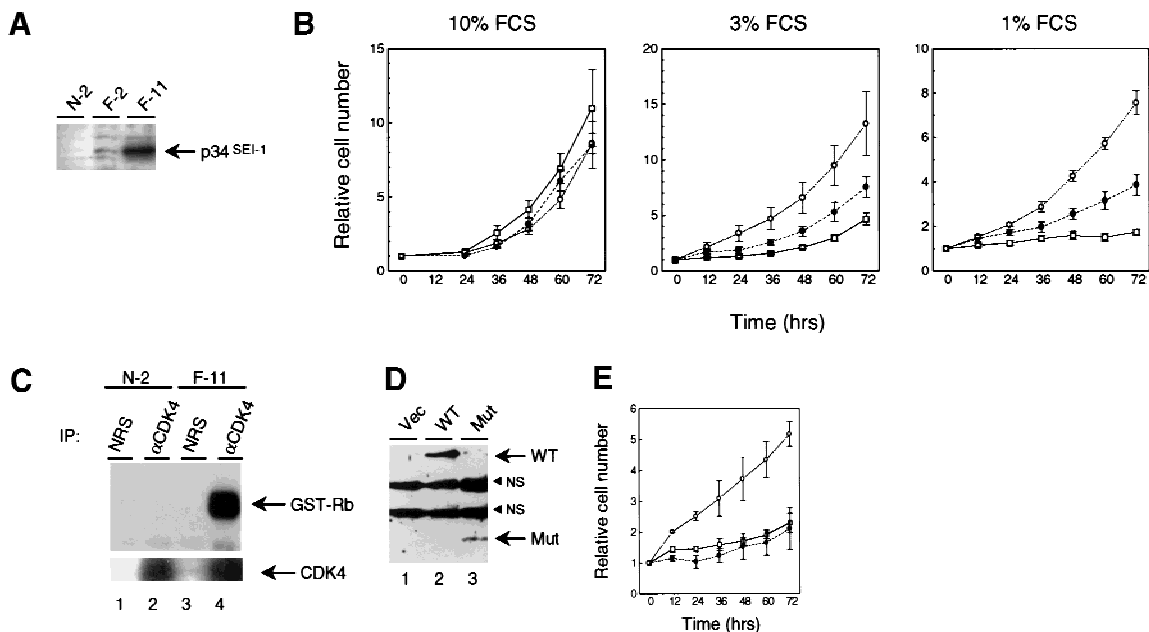 A
N-2 F-2 F-11
p34 SEI-1
B
10% FCS
3% FCS
1% FCS
Relative cell number
15
10
5
0
0 12 24 36 48 60 72
20
15
10
5
0
0 12 24 36 48 60 72
10
8
6
4
2
0
0 12 24 36 48 60 72
Time (hrs)
C
N-2 F-11
IP:
NRS αCDK4 NRS αCDK4
GST-Rb
CDK4
1 2 3 4
D
Vec WT Mut
WT
NS
NS
Mut
1 2 3
E
Relative cell number
6
5
4
3
2
1
0
0 12 24 36 48 60 72
Time (hrs)